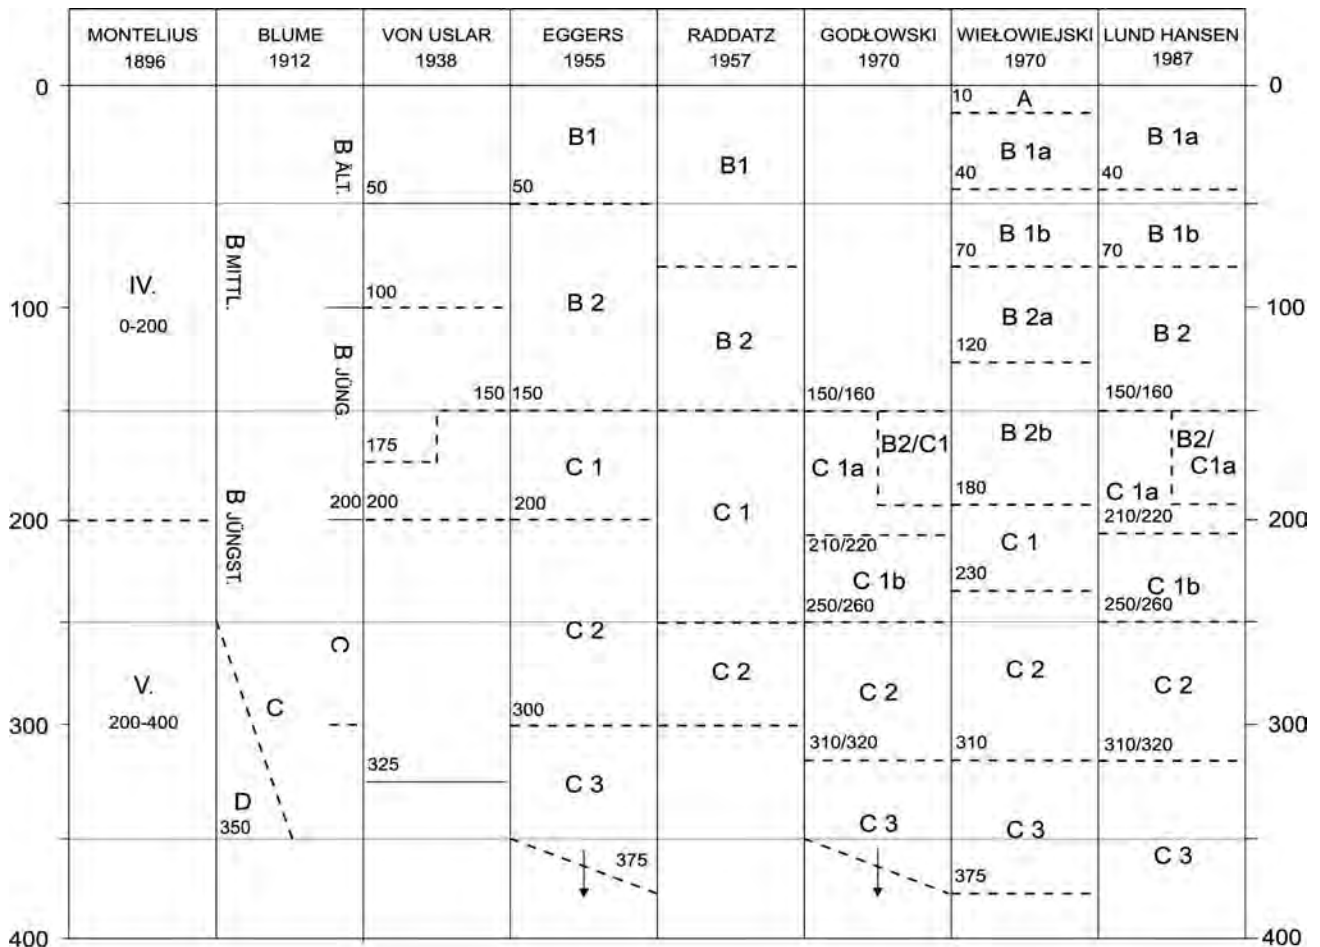 MONTELIUS
1896
BLUME
1912
VON USLAR
1938
EGGERS
1955
RADDATZ
1957
GODŁOWSKI
1970
WIEŁOWIEJSKI
1970
LUND HANSEN
1987
0
100
200
300
400
IV.
0-200
V.
200-400
B ÄLT.
B MITTL.
B JÜNG.
200
B JÜNGST.
C
C
D
350
50
100
150
175
200
325
B1
50
B 2
150
C 1
200
C 2
300
C 3
375
B1
B 2
C 1
C 2
150/160
B2/C1
C 1a
210/220
C 1b
250/260
C 2
310/320
C 3
10
A
B 1a
40
B 1b
70
B 2a
120
B 2b
180
C 1
230
C 2
310
C 3
375
B 1a
40
B 1b
70
B 2
150/160
B2/
C1a
C 1a
210/220
C 1b
250/260
C 2
310/320
C 3
0
100
200
300
400